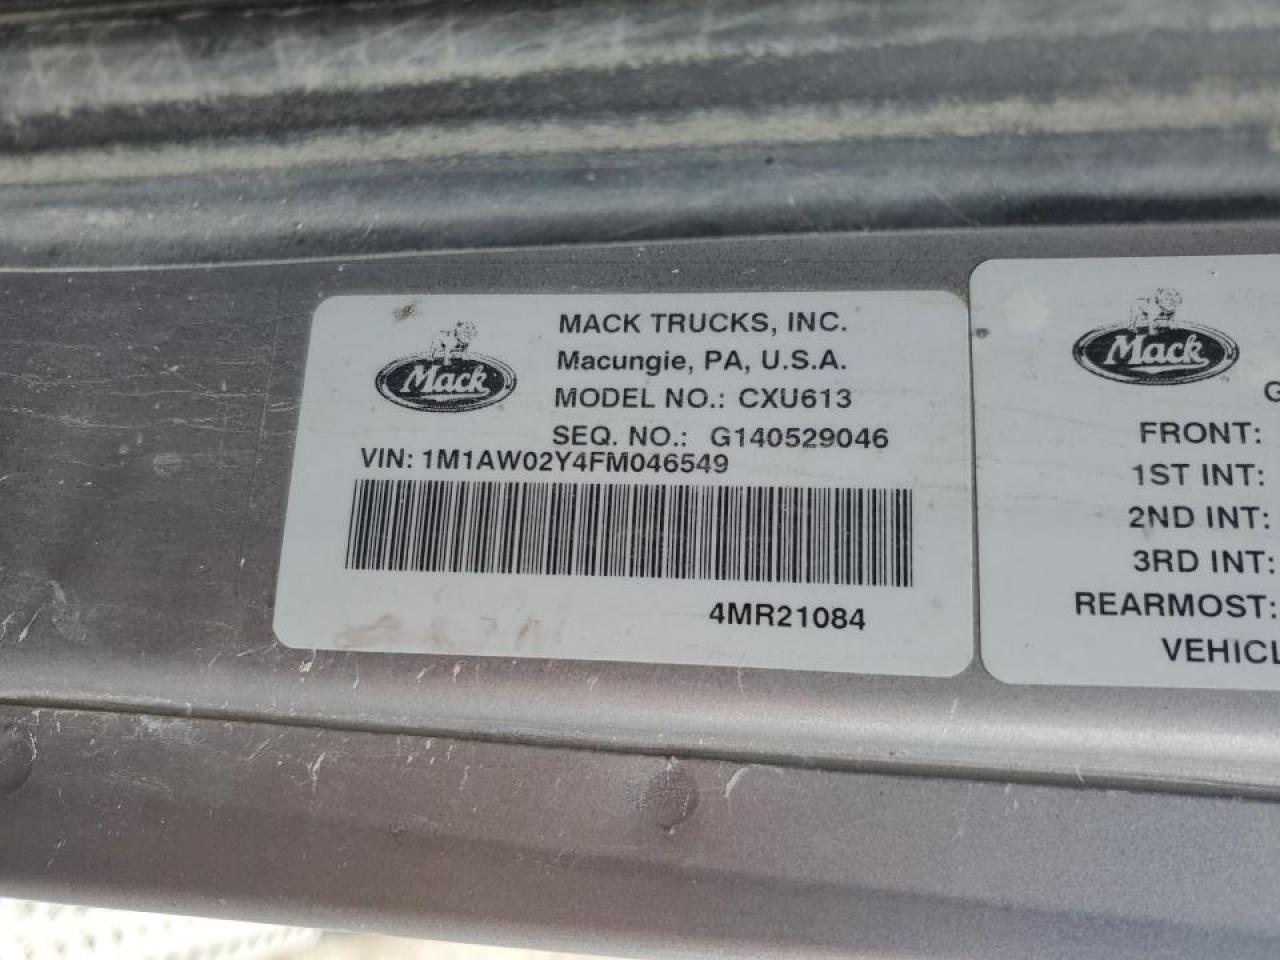 Mack
MACK TRUCKS, INC.
Macungie, PA, U.S.A.
MODEL NO.: CXU613
SEQ. NO.: G140529046
VIN: 1M1AW02Y4FM046549
4MR21084
Mack
G
FRONT:
1ST INT:
2ND INT:
3RD INT:
REARMOST:
VEHICL